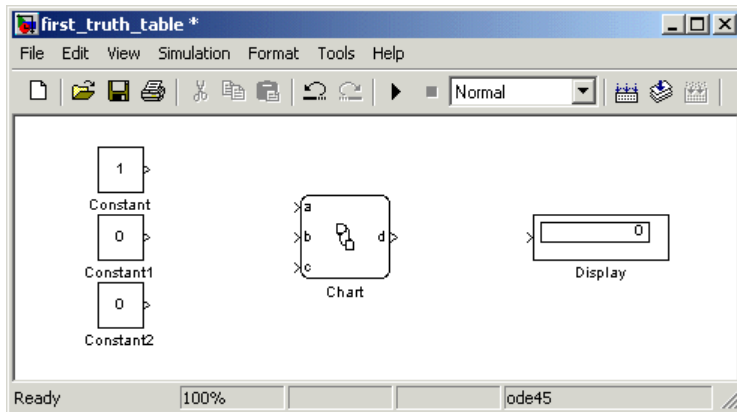 first_truth_table *
File Edit View Simulation Format Tools Help
Normal
1
Constant
0
Constant1
0
Constant2
a
b
c
d
Chart
0
Display
Ready 100% ode45